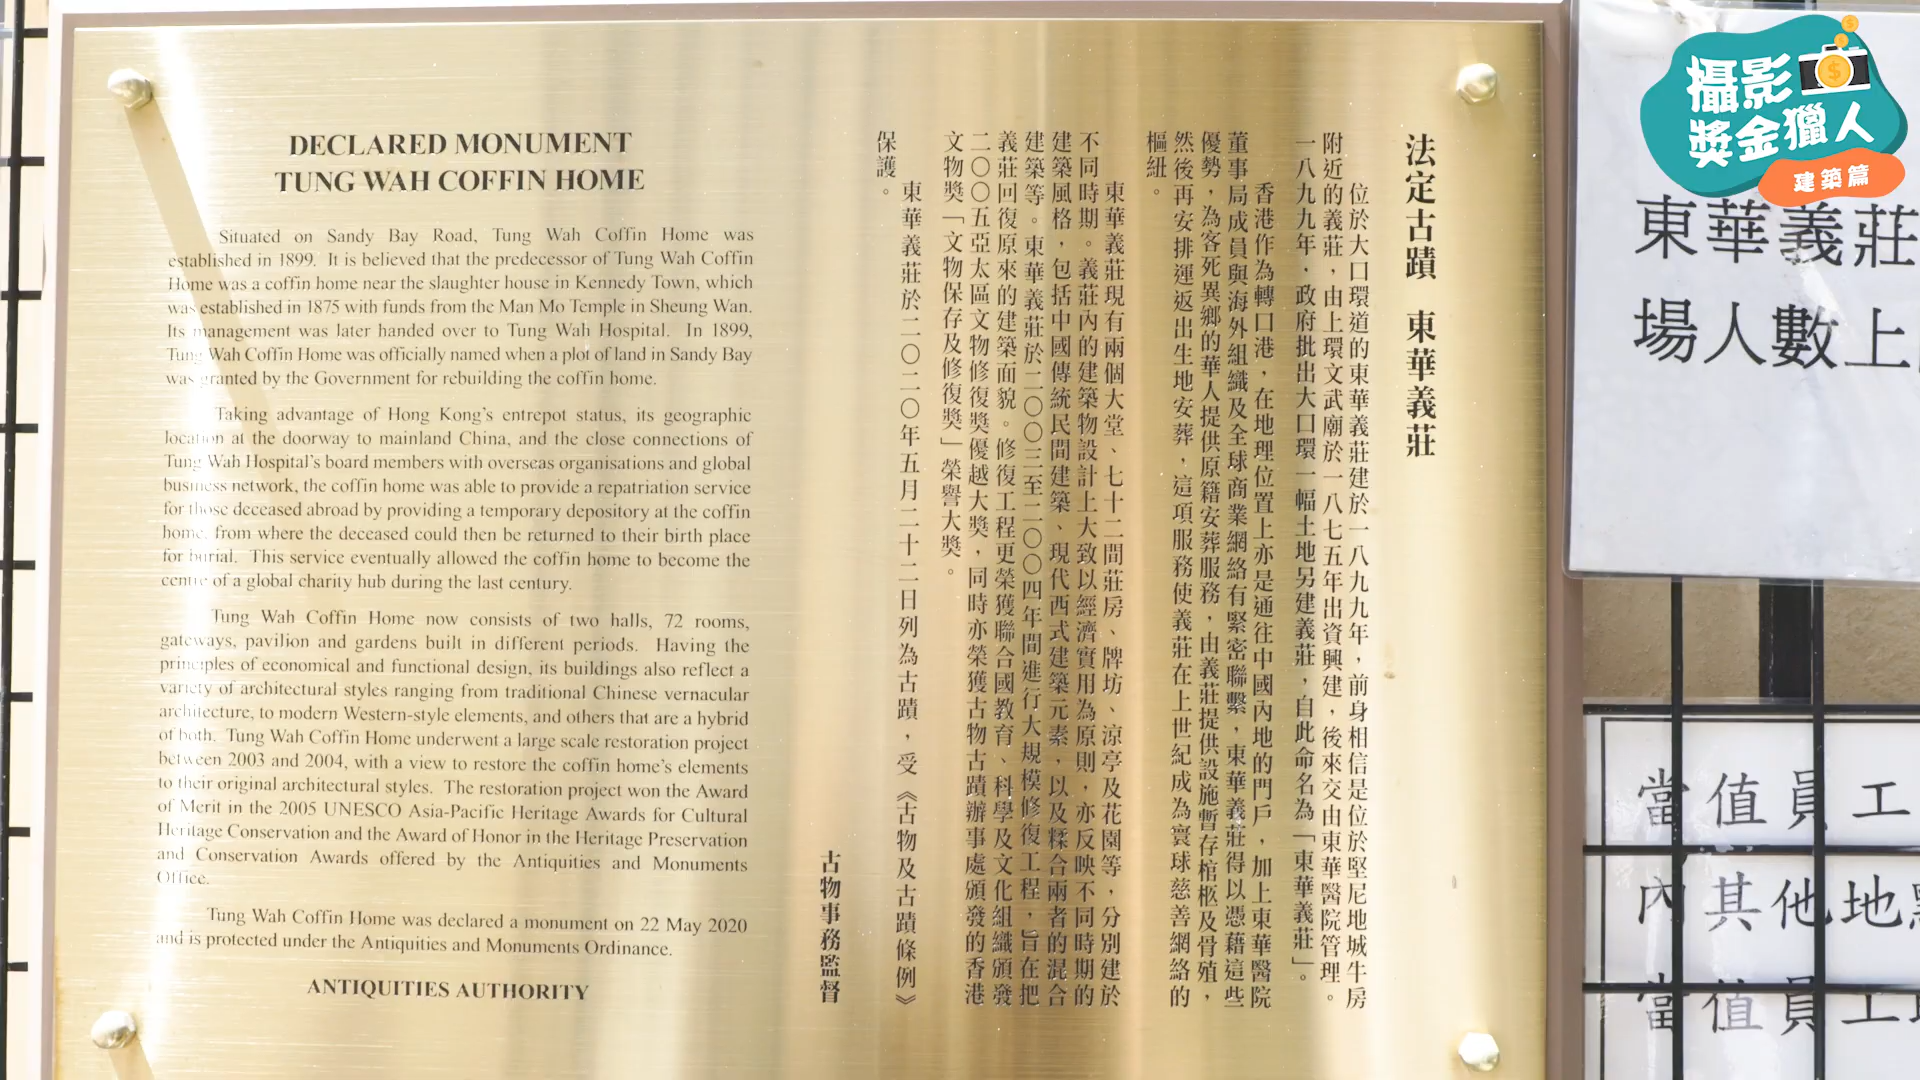 DECLARED MONUMENT
TUNG WAH COFFIN HOME
Situated on Sandy Bay Road, Tung Wah Coffin Home was
established in 1899. It is believed that the predecessor of Tung Wah Coffin
Home was a coffin home near the slaughter house in Kennedy Town, which
was established in 1875 with funds from the Man Mo Temple in Sheung Wan.
Its management was later handed over to Tung Wah Hospital. In 1899,
Tung Wah Coffin Home was officially named when a plot of land in Sandy Bay
was granted by the Government for rebuilding the coffin home.
Taking advantage of Hong Kong's entrepot status, its geographic
location at the doorway to mainland China, and the close connections of
Tung Wah Hospital's board members with overseas organisations and global
business network, the coffin home was able to provide a repatriation service
for those deceased abroad by providing a temporary depository at the coffin
home, from where the deceased could then be returned to their birth place
for burial. This service eventually allowed the coffin home to become the
centre of a global charity hub during the last century.
Tung Wah Coffin Home now consists of two halls, 72 rooms,
gateways, pavilion and gardens built in different periods. Having the
principles of economical and functional design, its buildings also reflect a
variety of architectural styles ranging from traditional Chinese vernacular
architecture, to modern Western-style elements, and others that are a hybrid
of both. Tung Wah Coffin Home underwent a large scale restoration project
between 2003 and 2004, with a view to restore the coffin home's elements
to their original architectural styles. The restoration project won the Award
of Merit in the 2005 UNESCO Asia-Pacific Heritage Awards for Cultural
Heritage Conservation and the Award of Honor in the Heritage Preservation
and Conservation Awards offered by the Antiquities and Monuments
Office.
Tung Wah Coffin Home was declared a monument on 22 May 2020
and is protected under the Antiquities and Monuments Ordinance.
ANTIQUITIES AUTHORITY
法定古蹟 東華義莊
位於大口環道的東華義莊建於一八九九年，前身相信是位於堅尼地城牛房
附近的義莊，由上環文武廟於一八七五年出資興建，後來交由東華醫院管理。
一八九九年，政府批出大口環一幅土地另建義莊，自此命名為「東華義莊」。
香港作為轉口港，在地理位置上亦是通往中國內地的門戶，加上東華醫院
董事局成員與海外組織及全球商業網絡有緊密聯繫，東華義莊得以憑藉這些
優勢，為客死異鄉的華人提供原籍安葬服務，由義莊提供設施暫存棺柩及骨殖，
然後再安排運返出生地安葬，這項服務使義莊在上世紀成為寰球慈善網絡的
樞紐。
東華義莊現有兩個大堂、七十二間莊房、牌坊、涼亭及花園等，分別建於
不同時期。義莊內的建築物設計上大致以經濟實用為原則，亦反映不同時期的
建築風格，包括中國傳統民間建築、現代西式建築元素，以及糅合兩者的混合
建築等。東華義莊於二〇〇三至二〇〇四年間進行大規模修復工程，旨在把
義莊回復原來的建築面貌。修復工程更榮獲聯合國教育、科學及文化組織頒發
二〇〇五亞太區文物修復獎優越大獎，同時亦榮獲古物古蹟辦事處頒發的香港
文物獎「文物保存及修復獎」榮譽大獎。
東華義莊於二〇二〇年五月二十二日列為古蹟，受《古物及古蹟條例》
保護。
古物事務監督
攝影
獎金獵人
建築篇
東華義莊
場人數上
當值員工
內其他地
當值員工